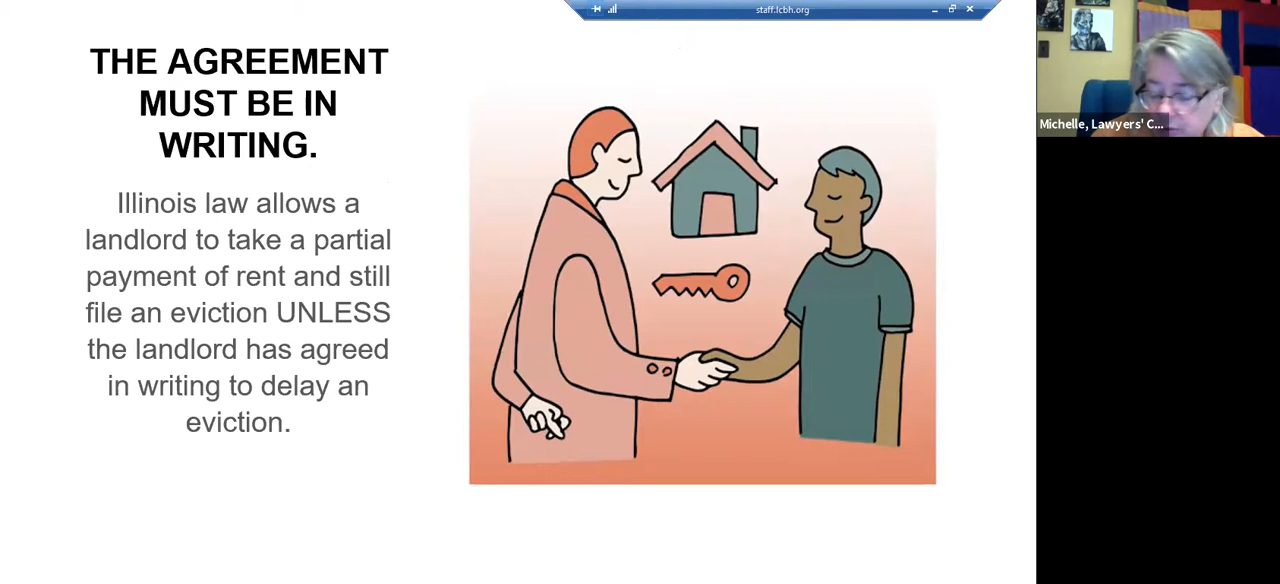 staff.lcbh.org
THE AGREEMENT
MUST BE IN
WRITING.
Illinois law allows a
landlord to take a partial
payment of rent and still
file an eviction UNLESS
the landlord has agreed
in writing to delay an
eviction.
Michelle, Lawyers' C...